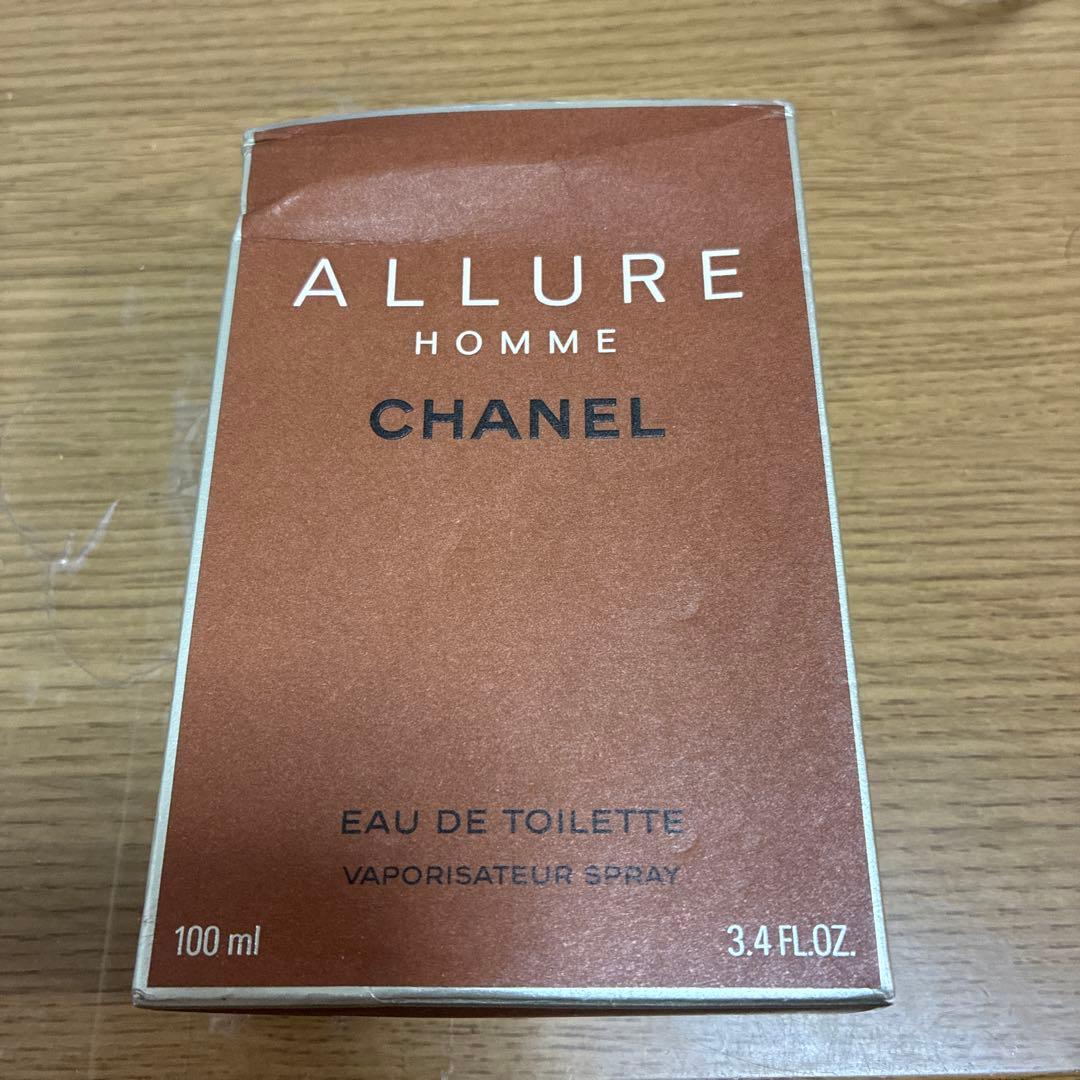 ALLURE
HOMME
CHANEL
EAU DE TOILETTE
VAPORISATEUR SPRAY
100 ml 3.4 FL.OZ.